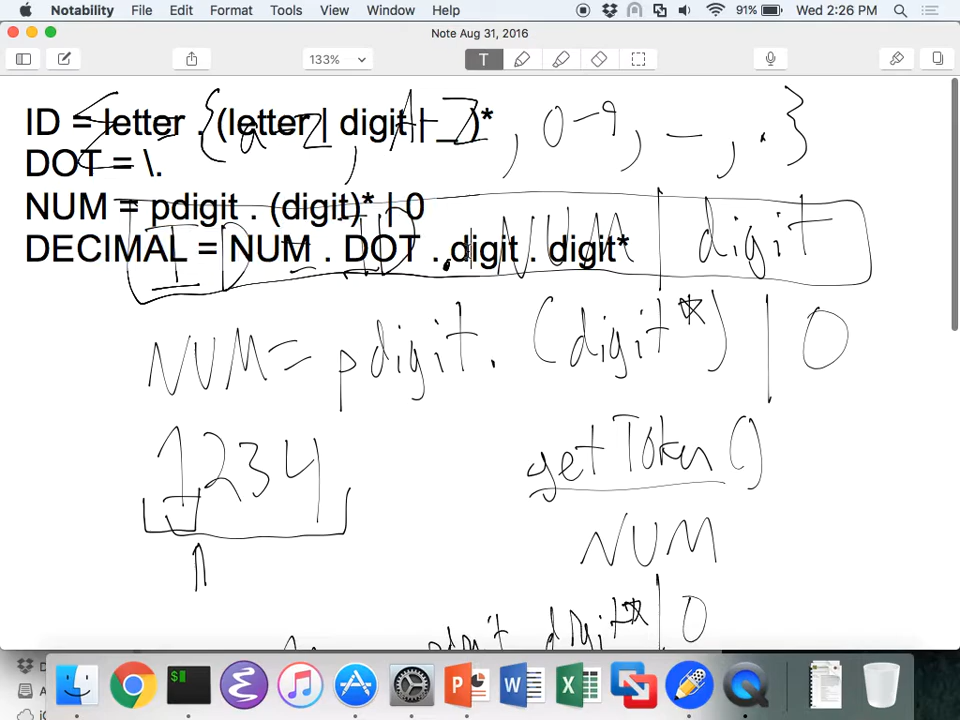 Notability File Edit Format Tools View Window Help 91% Wed 2:26 PM
Note Aug 31, 2016
133% T
ID = letter . (letter | digit | _ )*
Σ = {a-z, A-Z, 0-9, _, .}
DOT = \.
NUM = pdigit . (digit)* | 0
DECIMAL = NUM . DOT . digit . digit*
NUM | digit
NUM = pdigit . (digit*) | 0
1234 getToken()
NUM
pdigit digit* | 0